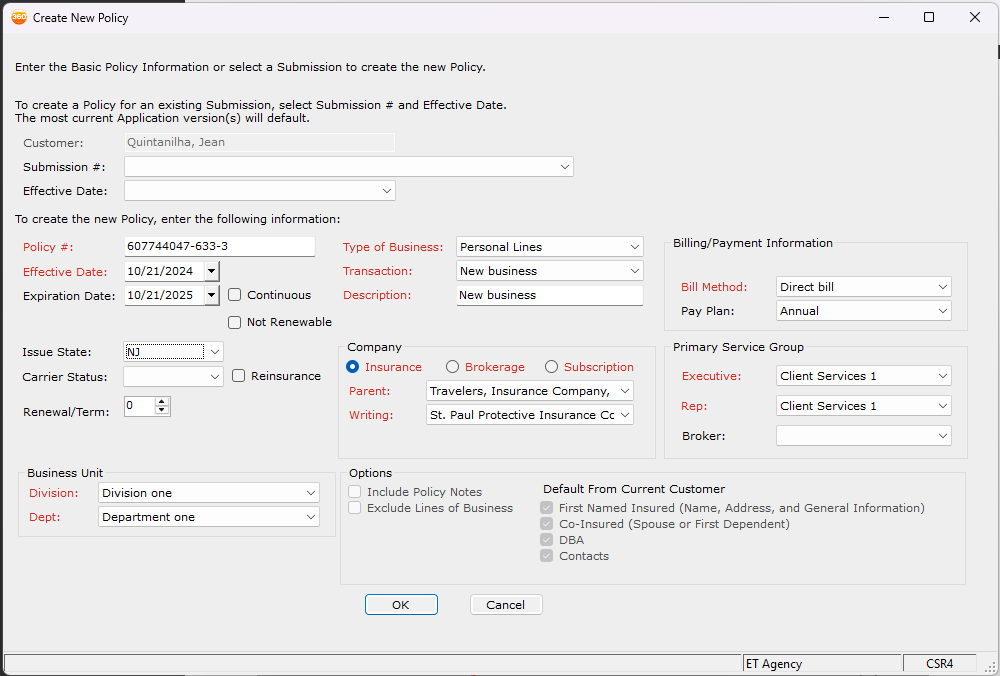 360°
Create New Policy
Enter the Basic Policy Information or select a Submission to create the new Policy.
To create a Policy for an existing Submission, select Submission # and Effective Date.
The most current Application version(s) will default.
Customer: Quintanilha, Jean
Submission #:
Effective Date:
To create the new Policy, enter the following information:
Policy #: 607744047-633-3
Effective Date: 10/21/2024
Expiration Date: 10/21/2025 Continuous
Not Renewable
Issue State: NJ
Carrier Status: Reinsurance
Renewal/Term: 0
Type of Business: Personal Lines
Transaction: New business
Description: New business
Billing/Payment Information
Bill Method: Direct bill
Pay Plan: Annual
Company
Insurance Brokerage Subscription
Parent: Travelers, Insurance Company,
Writing: St. Paul Protective Insurance Cc
Primary Service Group
Executive: Client Services 1
Rep: Client Services 1
Broker:
Business Unit
Division: Division one
Dept: Department one
Options
Include Policy Notes
Exclude Lines of Business
Default From Current Customer
First Named Insured (Name, Address, and General Information)
Co-Insured (Spouse or First Dependent)
DBA
Contacts
OK Cancel
ET Agency CSR4